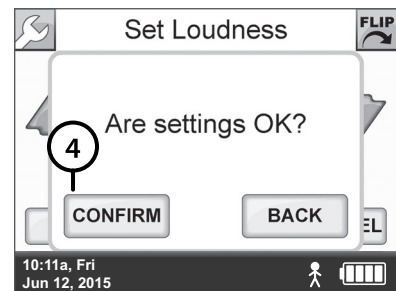 Set Loudness
FLIP
Are settings OK?
4
CONFIRM
BACK
EL
10:11a, Fri
Jun 12, 2015